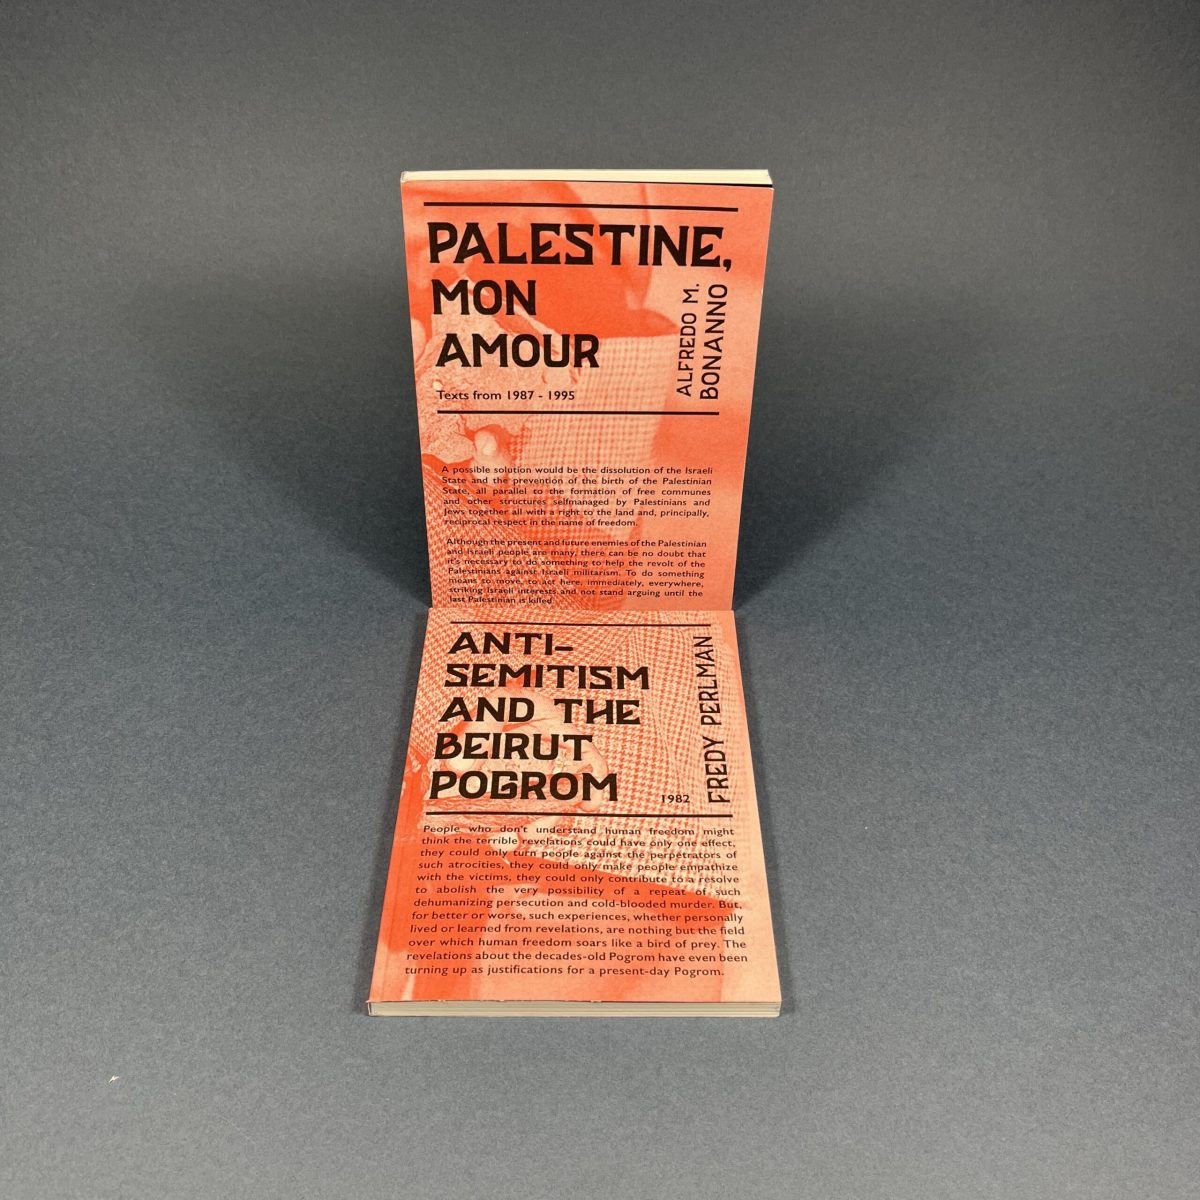 PALESTINE,
MON
AMOUR
ALFREDO M.
BONANNO
Texts from 1987 - 1995
A possible solution would be the dissolution of the Israeli
State and the prevention of the birth of the Palestinian
State, all parallel to the formation of free communes
and other structures selfmanaged by Palestinians and
Jews together all with a right to the land and, principally,
reciprocal respect in the name of freedom.
Although the present and future enemies of the Palestinian
and Israeli people are many, there can be no doubt that
it's necessary to do something to help the revolt of the
Palestinians against Israeli militarism. To do something
means to move, to act here, immediately, everywhere,
striking Israeli interests and not stand arguing until the
last Palestinian is killed.
ANTI-
SEMITISM
AND THE
BEIRUT
POGROM
FREDY PERLMAN
1982
People who don't understand human freedom might
think the terrible revelations could have only one effect,
they could only turn people against the perpetrators of
such atrocities, they could only make people empathize
with the victims, they could only contribute to a resolve
to abolish the very possibility of a repeat of such
dehumanizing persecution and cold-blooded murder. But,
for better or worse, such experiences, whether personally
lived or learned from revelations, are nothing but the field
over which human freedom soars like a bird of prey. The
revelations about the decades-old Pogrom have even been
turning up as justifications for a present-day Pogrom.